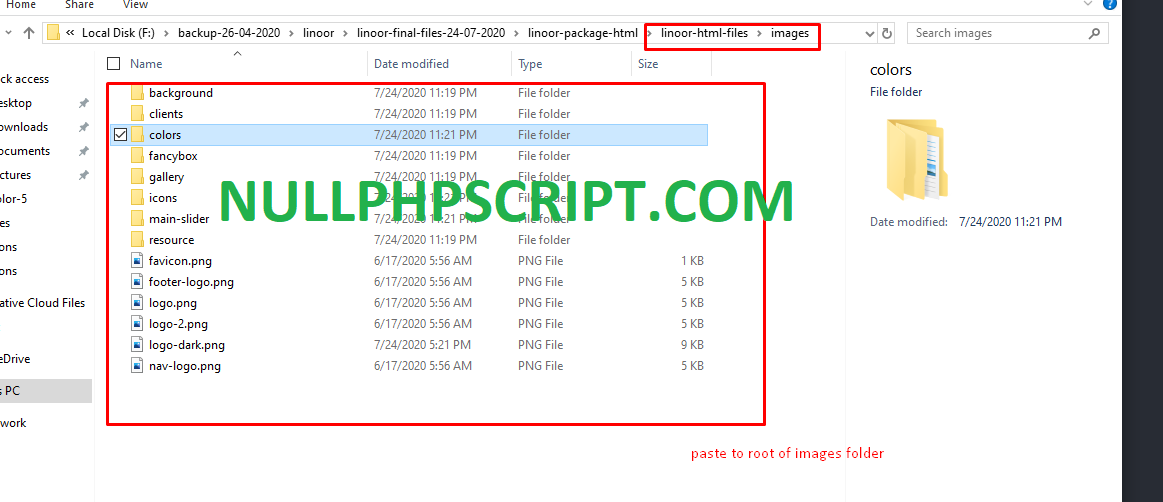 Home Share View
« Local Disk (F:) › backup-26-04-2020 › linoor › linoor-final-files-24-07-2020 › linoor-package-html › linoor-html-files › images
Search images
Name Date modified Type Size
ck access
esktop
ownloads
ocuments
ctures
olor-5
es
ons
ons
ative Cloud Files
eDrive
s PC
work
background 7/24/2020 11:19 PM File folder
clients 7/24/2020 11:19 PM File folder
colors 7/24/2020 11:21 PM File folder
fancybox 7/24/2020 11:19 PM File folder
gallery 7/24/2020 11:19 PM File folder
icons File folder
main-slider 7/24/2020 11:21 PM File folder
resource 7/24/2020 11:19 PM File folder
favicon.png 6/17/2020 5:56 AM PNG File 1 KB
footer-logo.png 6/17/2020 5:56 AM PNG File 5 KB
logo.png 6/17/2020 5:56 AM PNG File 5 KB
logo-2.png 6/17/2020 5:56 AM PNG File 5 KB
logo-dark.png 7/24/2020 5:21 PM PNG File 9 KB
nav-logo.png 6/17/2020 5:56 AM PNG File 5 KB
NULLPHPSCRIPT.COM
colors
File folder
Date modified: 7/24/2020 11:21 PM
paste to root of images folder